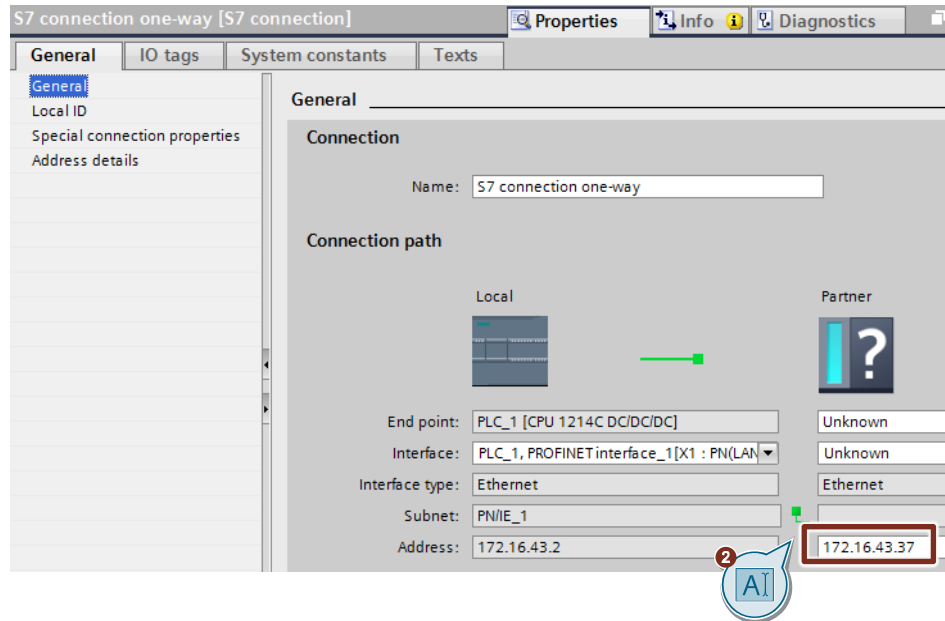 S7 connection one-way [S7 connection]
Properties
Info
Diagnostics
General
IO tags
System constants
Texts
General
Local ID
Special connection properties
Address details
General
Connection
Name: S7 connection one-way
Connection path
Local Partner
?
End point: PLC_1 [CPU 1214C DC/DC/DC] Unknown
Interface: PLC_1, PROFINET interface_1[X1 : PN(LAN Unknown
Interface type: Ethernet Ethernet
Subnet: PN/IE_1
Address: 172.16.43.2 172.16.43.37
2
A